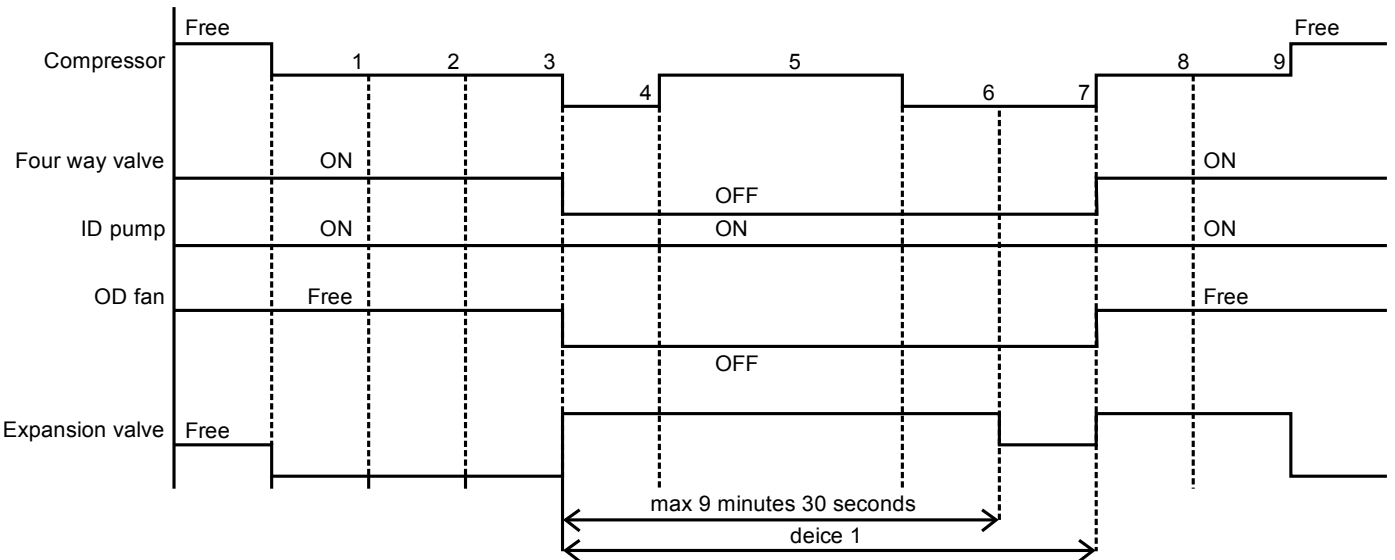 Free Free
Compressor 1 2 3 4 5 6 7 8 9
Four way valve ON OFF ON
ID pump ON ON ON
OD fan Free OFF Free
Expansion valve Free
max 9 minutes 30 seconds
deice 1